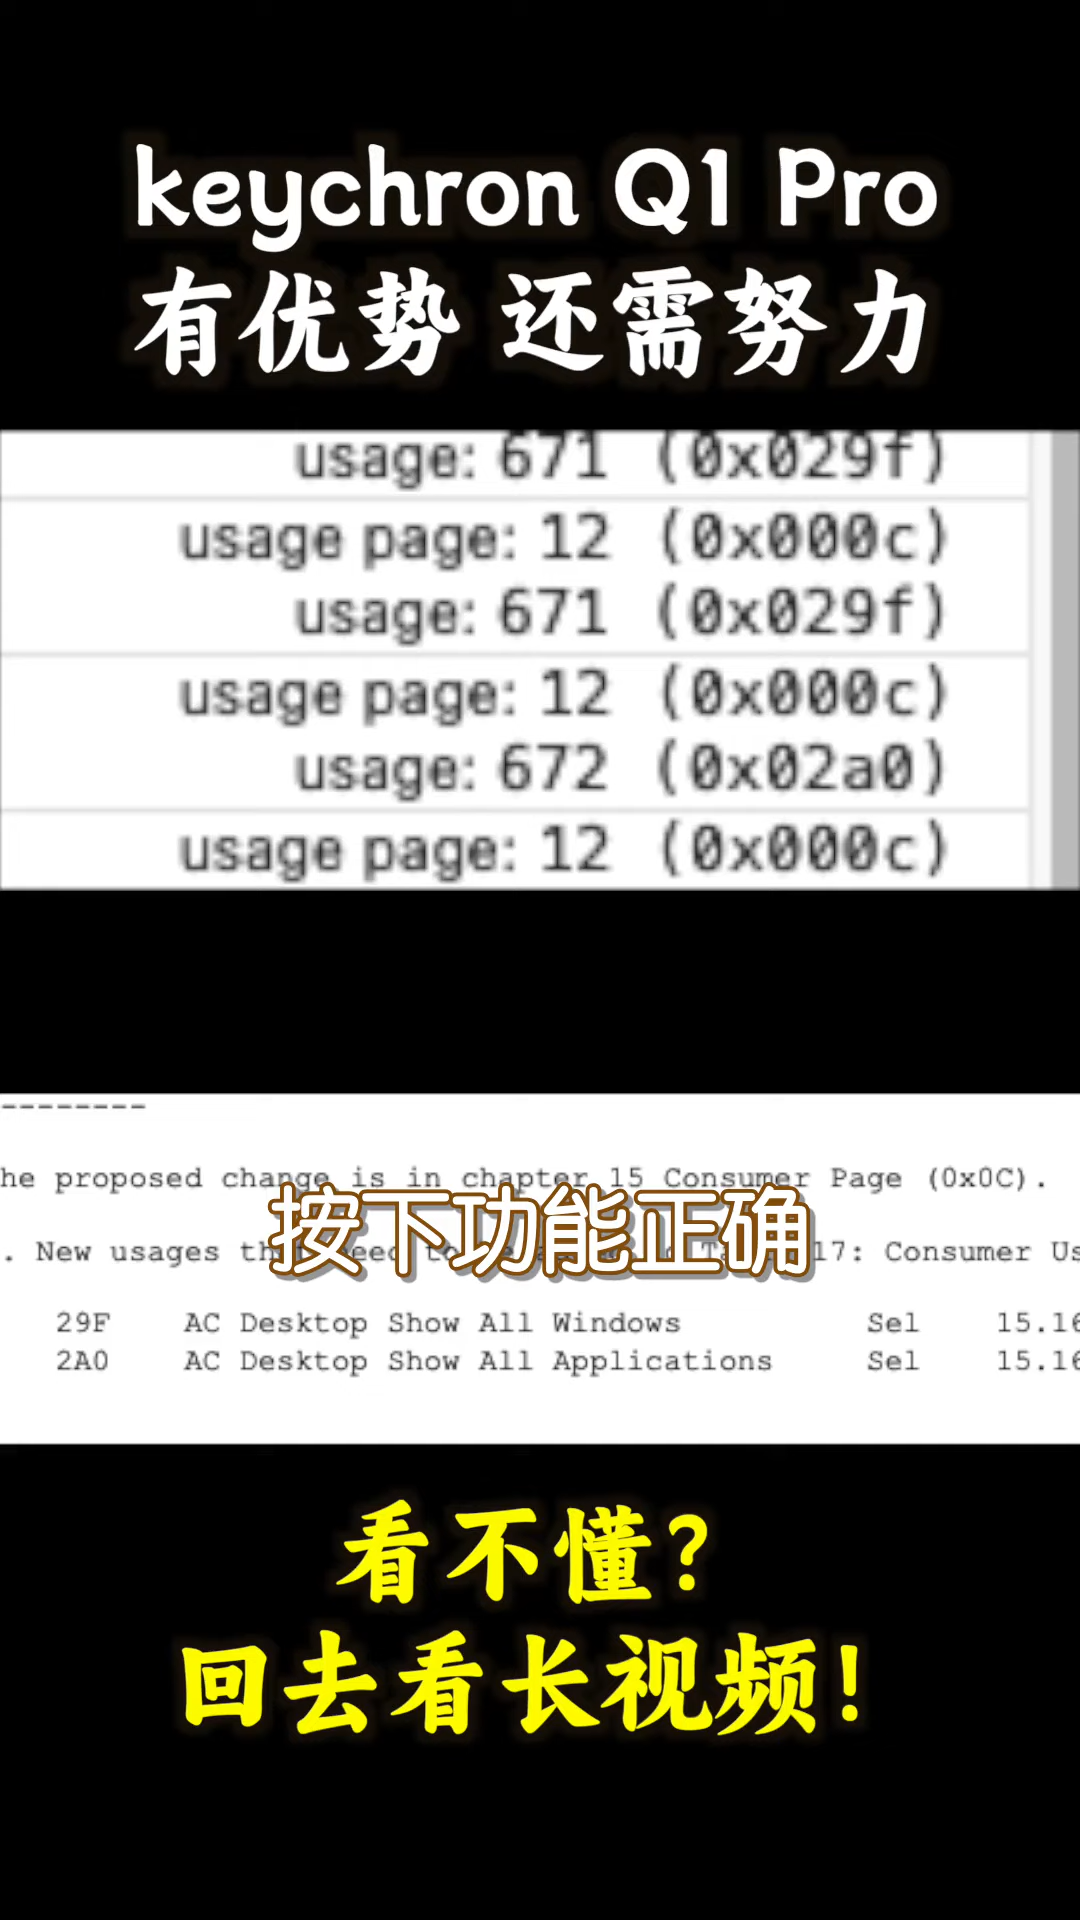 keychron Q1 Pro
有优势 还需努力
usage: 671 (0x029f)
usage page: 12 (0x000c)
usage: 671 (0x029f)
usage page: 12 (0x000c)
usage: 672 (0x02a0)
usage page: 12 (0x000c)
--------
he proposed change is in chapter 15 Consumer Page (0x0C).
按下功能正确
. New usages that need to 17: Consumer Us
29F AC Desktop Show All Windows Sel 15.16
2A0 AC Desktop Show All Applications Sel 15.16
看不懂?
回去看长视频!